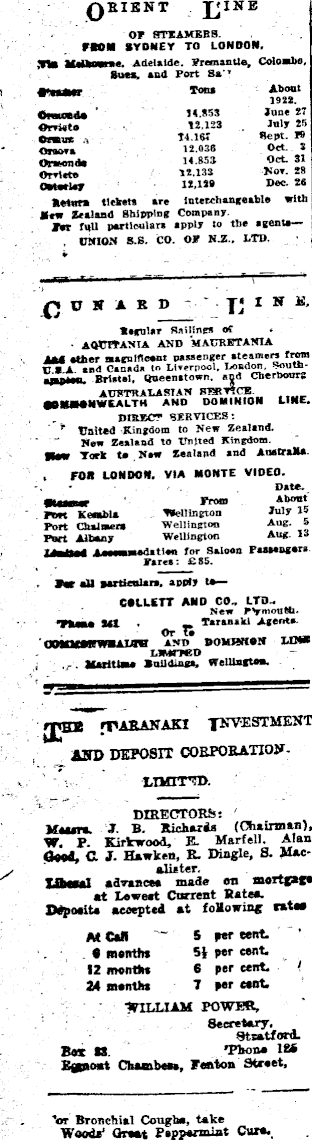 ORIENT LINE
OF STEAMERS.
FROM SYDNEY TO LONDON,
Via Melbourne, Adelaide, Fremantle, Colombo,
Suez, and Port Sa
Steamer Tons About
1922.
Ormonde 14,853 June 27
Orvieto 12,123 July 25
Ormuz 14,167 Sept. 19
Orsova 12,036 Oct. 3
Ormonde 14,853 Oct. 31
Orvieto 12,133 Nov. 28
Osterley 12,129 Dec. 26
Return tickets are interchangeable with
New Zealand Shipping Company.
For full particulars apply to the agents—
UNION S.S. CO. OF N.Z., LTD.
CUNARD LINE,
Regular Sailings of
AQUITANIA AND MAURETANIA
And other magnificent passenger steamers from
U.S.A. and Canada to Liverpool, London, South-
ampton, Bristel, Queenstown, and Cherbourg
AUSTRALASIAN SERVICE.
COMMONWEALTH AND DOMINION LINE.
DIRECT SERVICES:
United Kingdom to New Zealand.
New Zealand to United Kingdom.
New York to New Zealand and Australia.
FOR LONDON, VIA MONTE VIDEO.
Date.
Steamer From About
Port Kembla Wellington July 15
Port Chalmers Wellington Aug. 5
Port Albany Wellington Aug. 13
Limited Accommodation for Saloon Passengers.
Fares: £85.
For all particulars, apply to—
COLLETT AND CO., LTD.,
New Plymouth.
'Phone 241 Taranaki Agents.
Or to
COMMONWEALTH AND DOMINION LINE
LIMITED
Maritime Buildings, Wellington.
THE TARANAKI INVESTMENT
AND DEPOSIT CORPORATION.
LIMITED.
DIRECTORS:
Messrs. J. B. Richards (Chairman),
W. P. Kirkwood, E. Marfell, Alan
Good, C. J. Hawken, R. Dingle, S. Mac-
alister.
Liberal advances made on mortgage
at Lowest Current Rates.
Deposits accepted at following rates
At Call 5 per cent.
6 months 5½ per cent.
12 months 6 per cent.
24 months 7 per cent.
WILLIAM POWER,
Secretary,
Stratford.
Box 83. 'Phone 125
Egmont Chambers, Fenton Street,
'or Bronchial Coughs, take
Woods' Great Peppermint Cure.